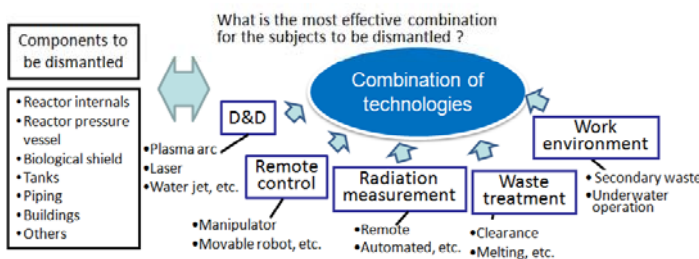 What is the most effective combination
for the subjects to be dismantled ?
Components to
be dismantled
•Reactor internals
•Reactor pressure
vessel
•Biological shield
•Tanks
•Piping
•Buildings
•Others
Combination of
technologies
D&D
•Plasma arc
•Laser
•Water jet, etc.
Remote
control
•Manipulator
•Movable robot, etc.
Radiation
measurement
•Remote
•Automated, etc.
Waste
treatment
•Clearance
•Melting, etc.
Work
environment
• Secondary waste
•Underwater
operation